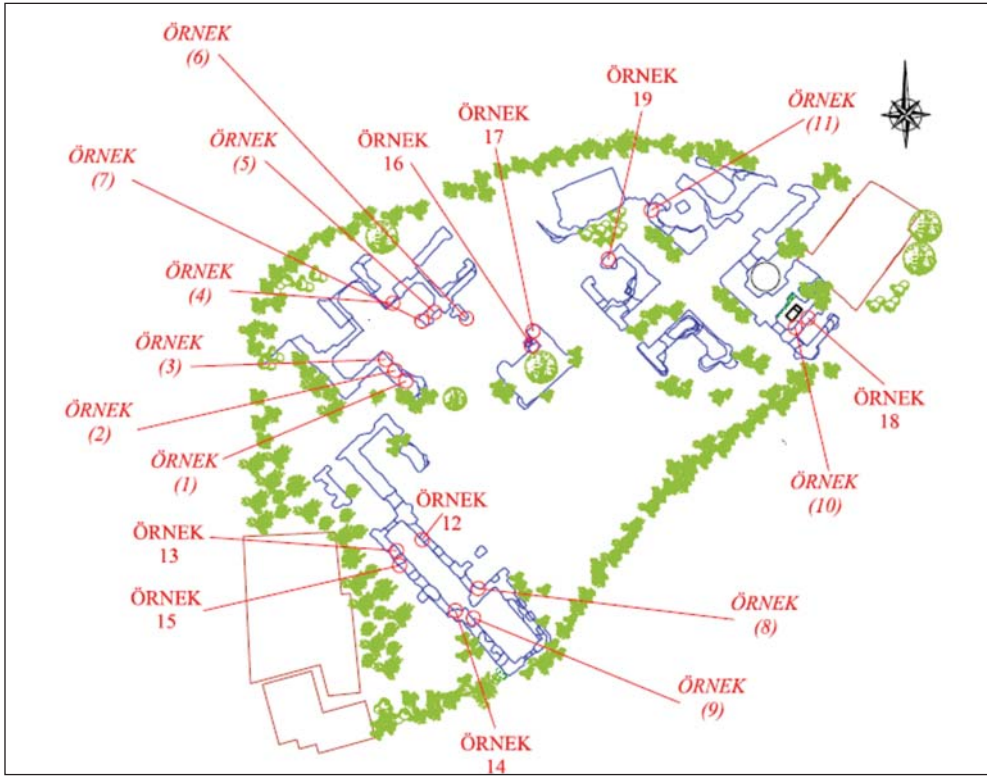 ÖRNEK
(6)
ÖRNEK
19
ÖRNEK
(11)
ÖRNEK
17
ÖRNEK
(5)
ÖRNEK
16
ÖRNEK
(7)
ÖRNEK
(4)
ÖRNEK
(3)
ÖRNEK
(2)
ÖRNEK
18
ÖRNEK
(1)
ÖRNEK
(10)
ÖRNEK
12
ÖRNEK
13
ÖRNEK
15
ÖRNEK
(8)
ÖRNEK
(9)
ÖRNEK
14